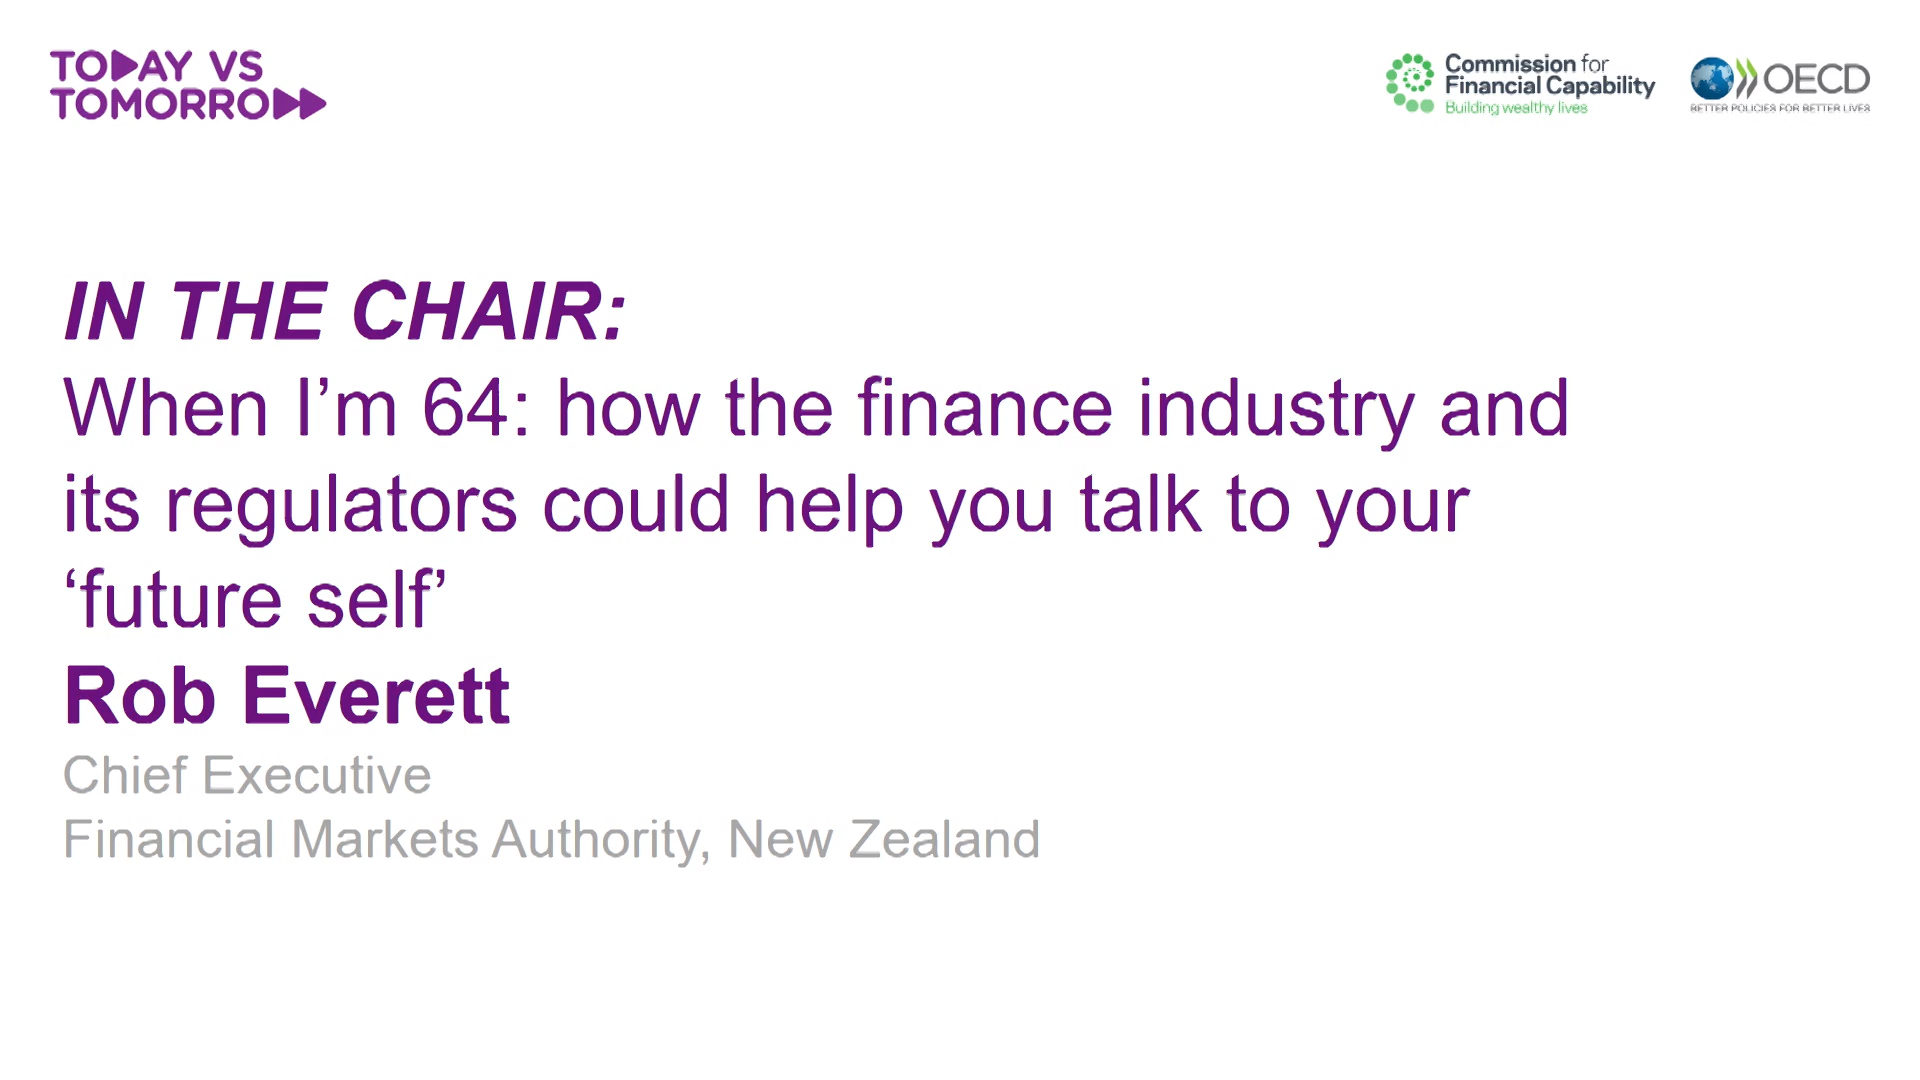 TODAY VS
TOMORROW
Commission for
Financial Capability
Building wealthy lives
OECD
BETTER POLICIES FOR BETTER LIVES
IN THE CHAIR:
When I’m 64: how the finance industry and
its regulators could help you talk to your
‘future self’
Rob Everett
Chief Executive
Financial Markets Authority, New Zealand